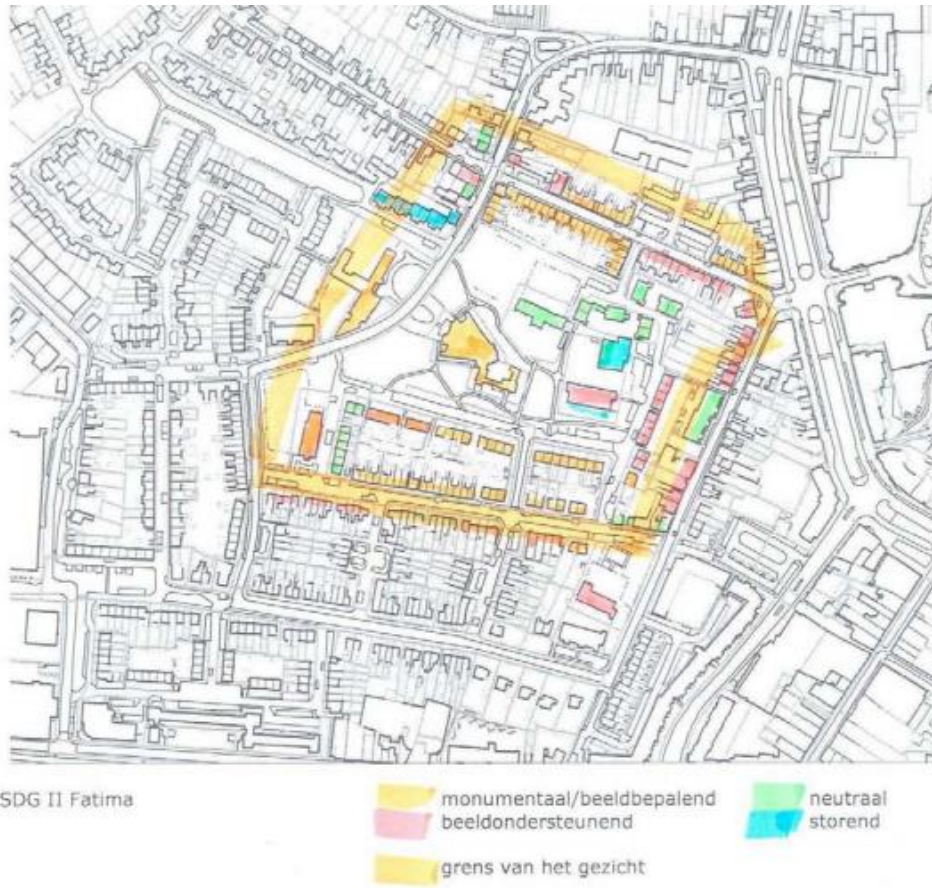 SDG II Fatima
monumentaal/beeldbepalend
beeldondersteunend
grens van het gezicht
neutraal
storend